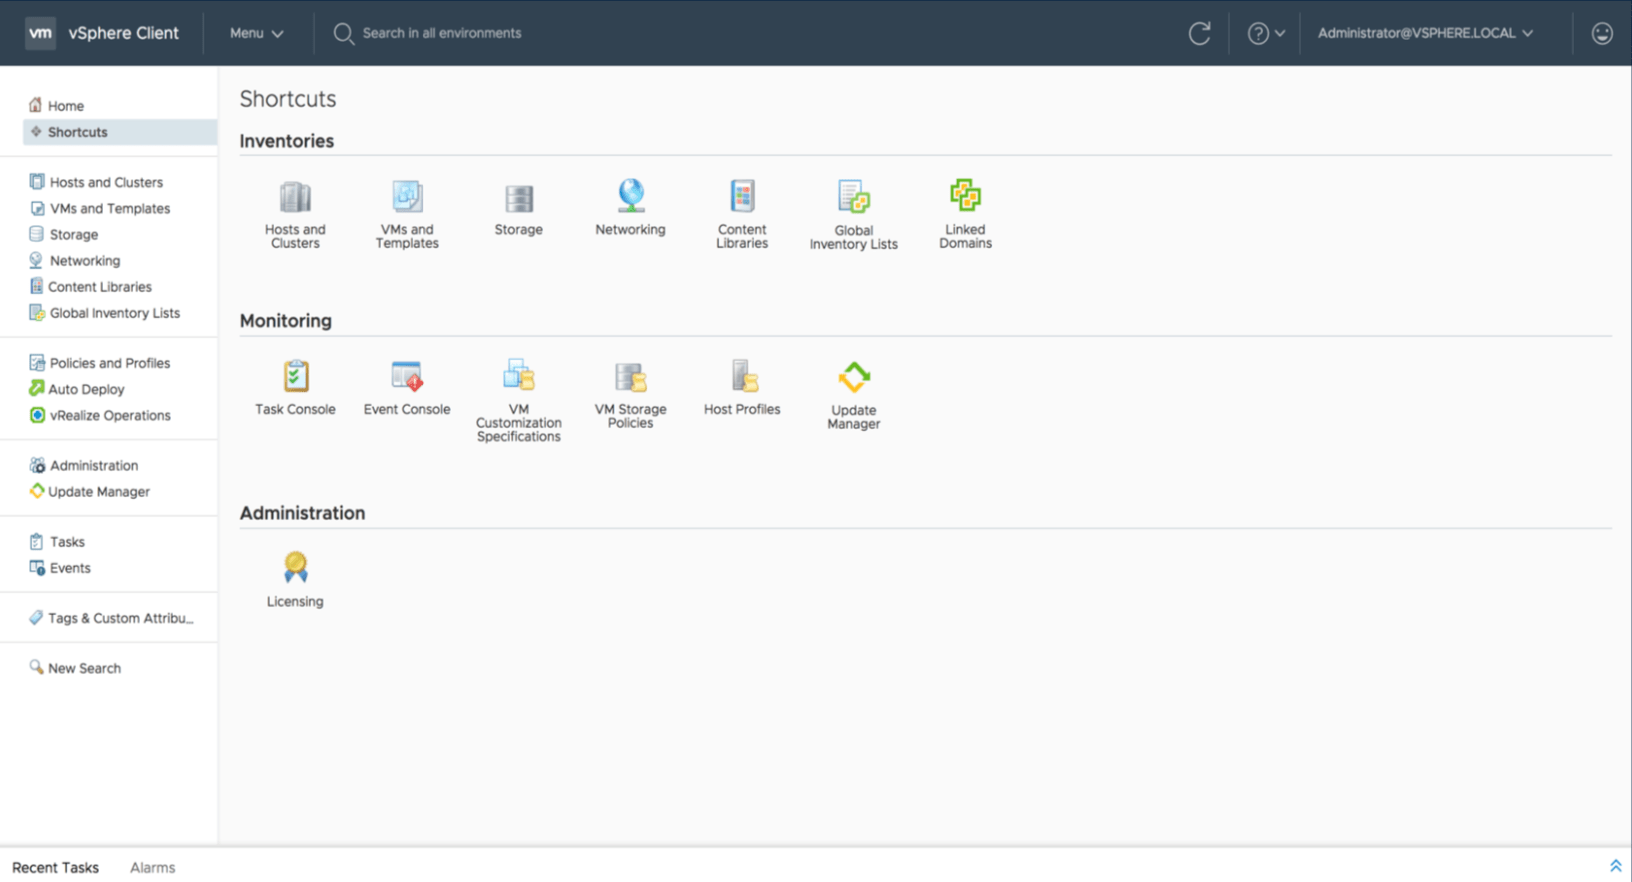 vm vSphere Client Menu Search in all environments Administrator@VSPHERE.LOCAL
Home
Shortcuts
Hosts and Clusters
VMs and Templates
Storage
Networking
Content Libraries
Global Inventory Lists
Policies and Profiles
Auto Deploy
vRealize Operations
Administration
Update Manager
Tasks
Events
Tags & Custom Attribu...
New Search
Shortcuts
Inventories
Hosts and
Clusters
VMs and
Templates
Storage
Networking
Content
Libraries
Global
Inventory Lists
Linked
Domains
Monitoring
Task Console
Event Console
VM
Customization
Specifications
VM Storage
Policies
Host Profiles
Update
Manager
Administration
Licensing
Recent Tasks Alarms